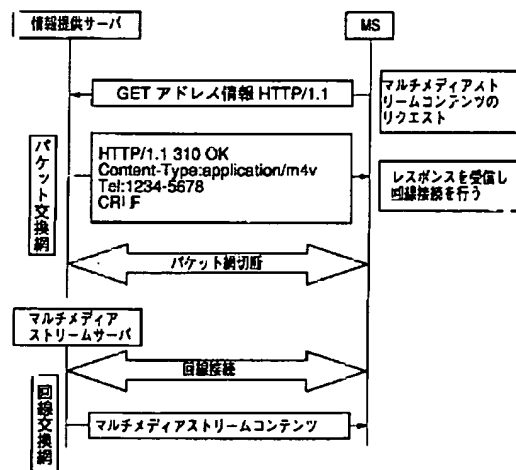 情報提供サーバ
MS
GET アドレス情報 HTTP/1.1
マルチメディアスト
リームコンテンツの
リクエスト
パケット交換網
HTTP/1.1 310 OK
Content-Type:application/m4v
Tel:1234-5678
CRLF
レスポンスを受信し
回線接続を行う
パケット網切断
マルチメディア
ストリームサーバ
回線接続
回線交換網
マルチメディアストリームコンテンツ